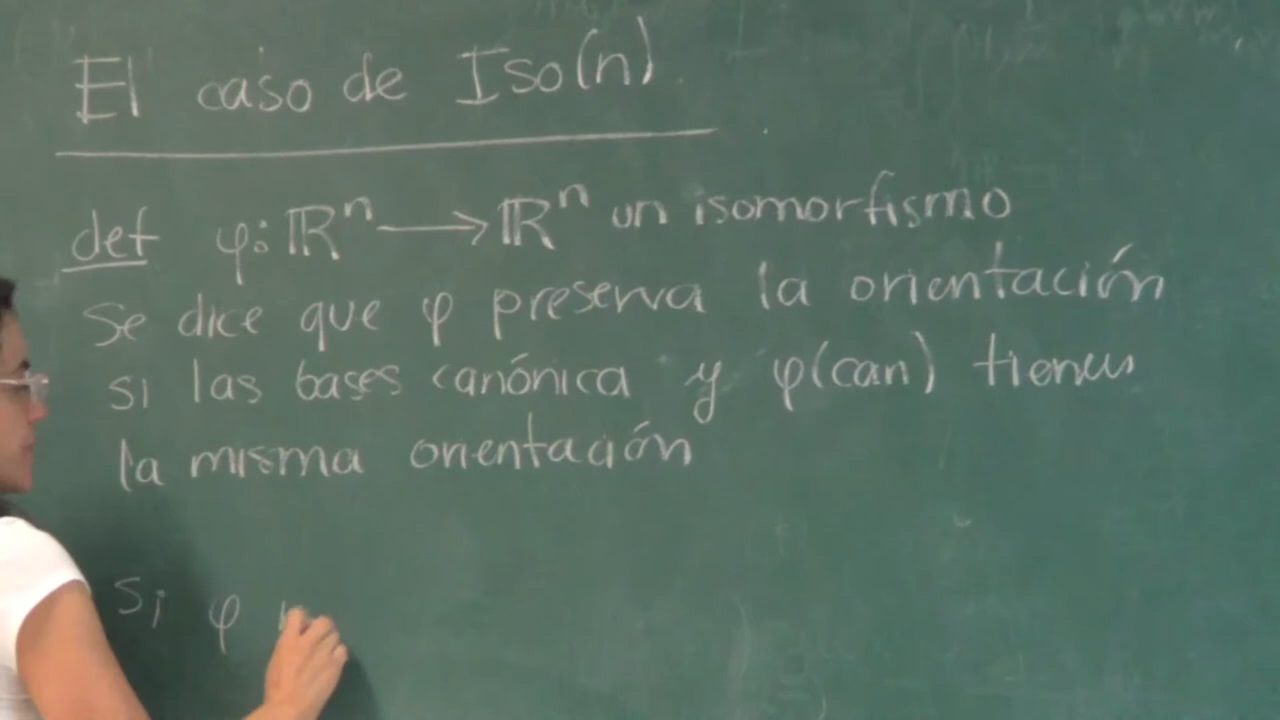 El caso de Iso(n).
def φ: ℝⁿ ⟶ ℝⁿ un isomorfismo
Se dice que φ preserva la orientación
si las bases canónica y φ(can) tienen
la misma orientación
Si φ